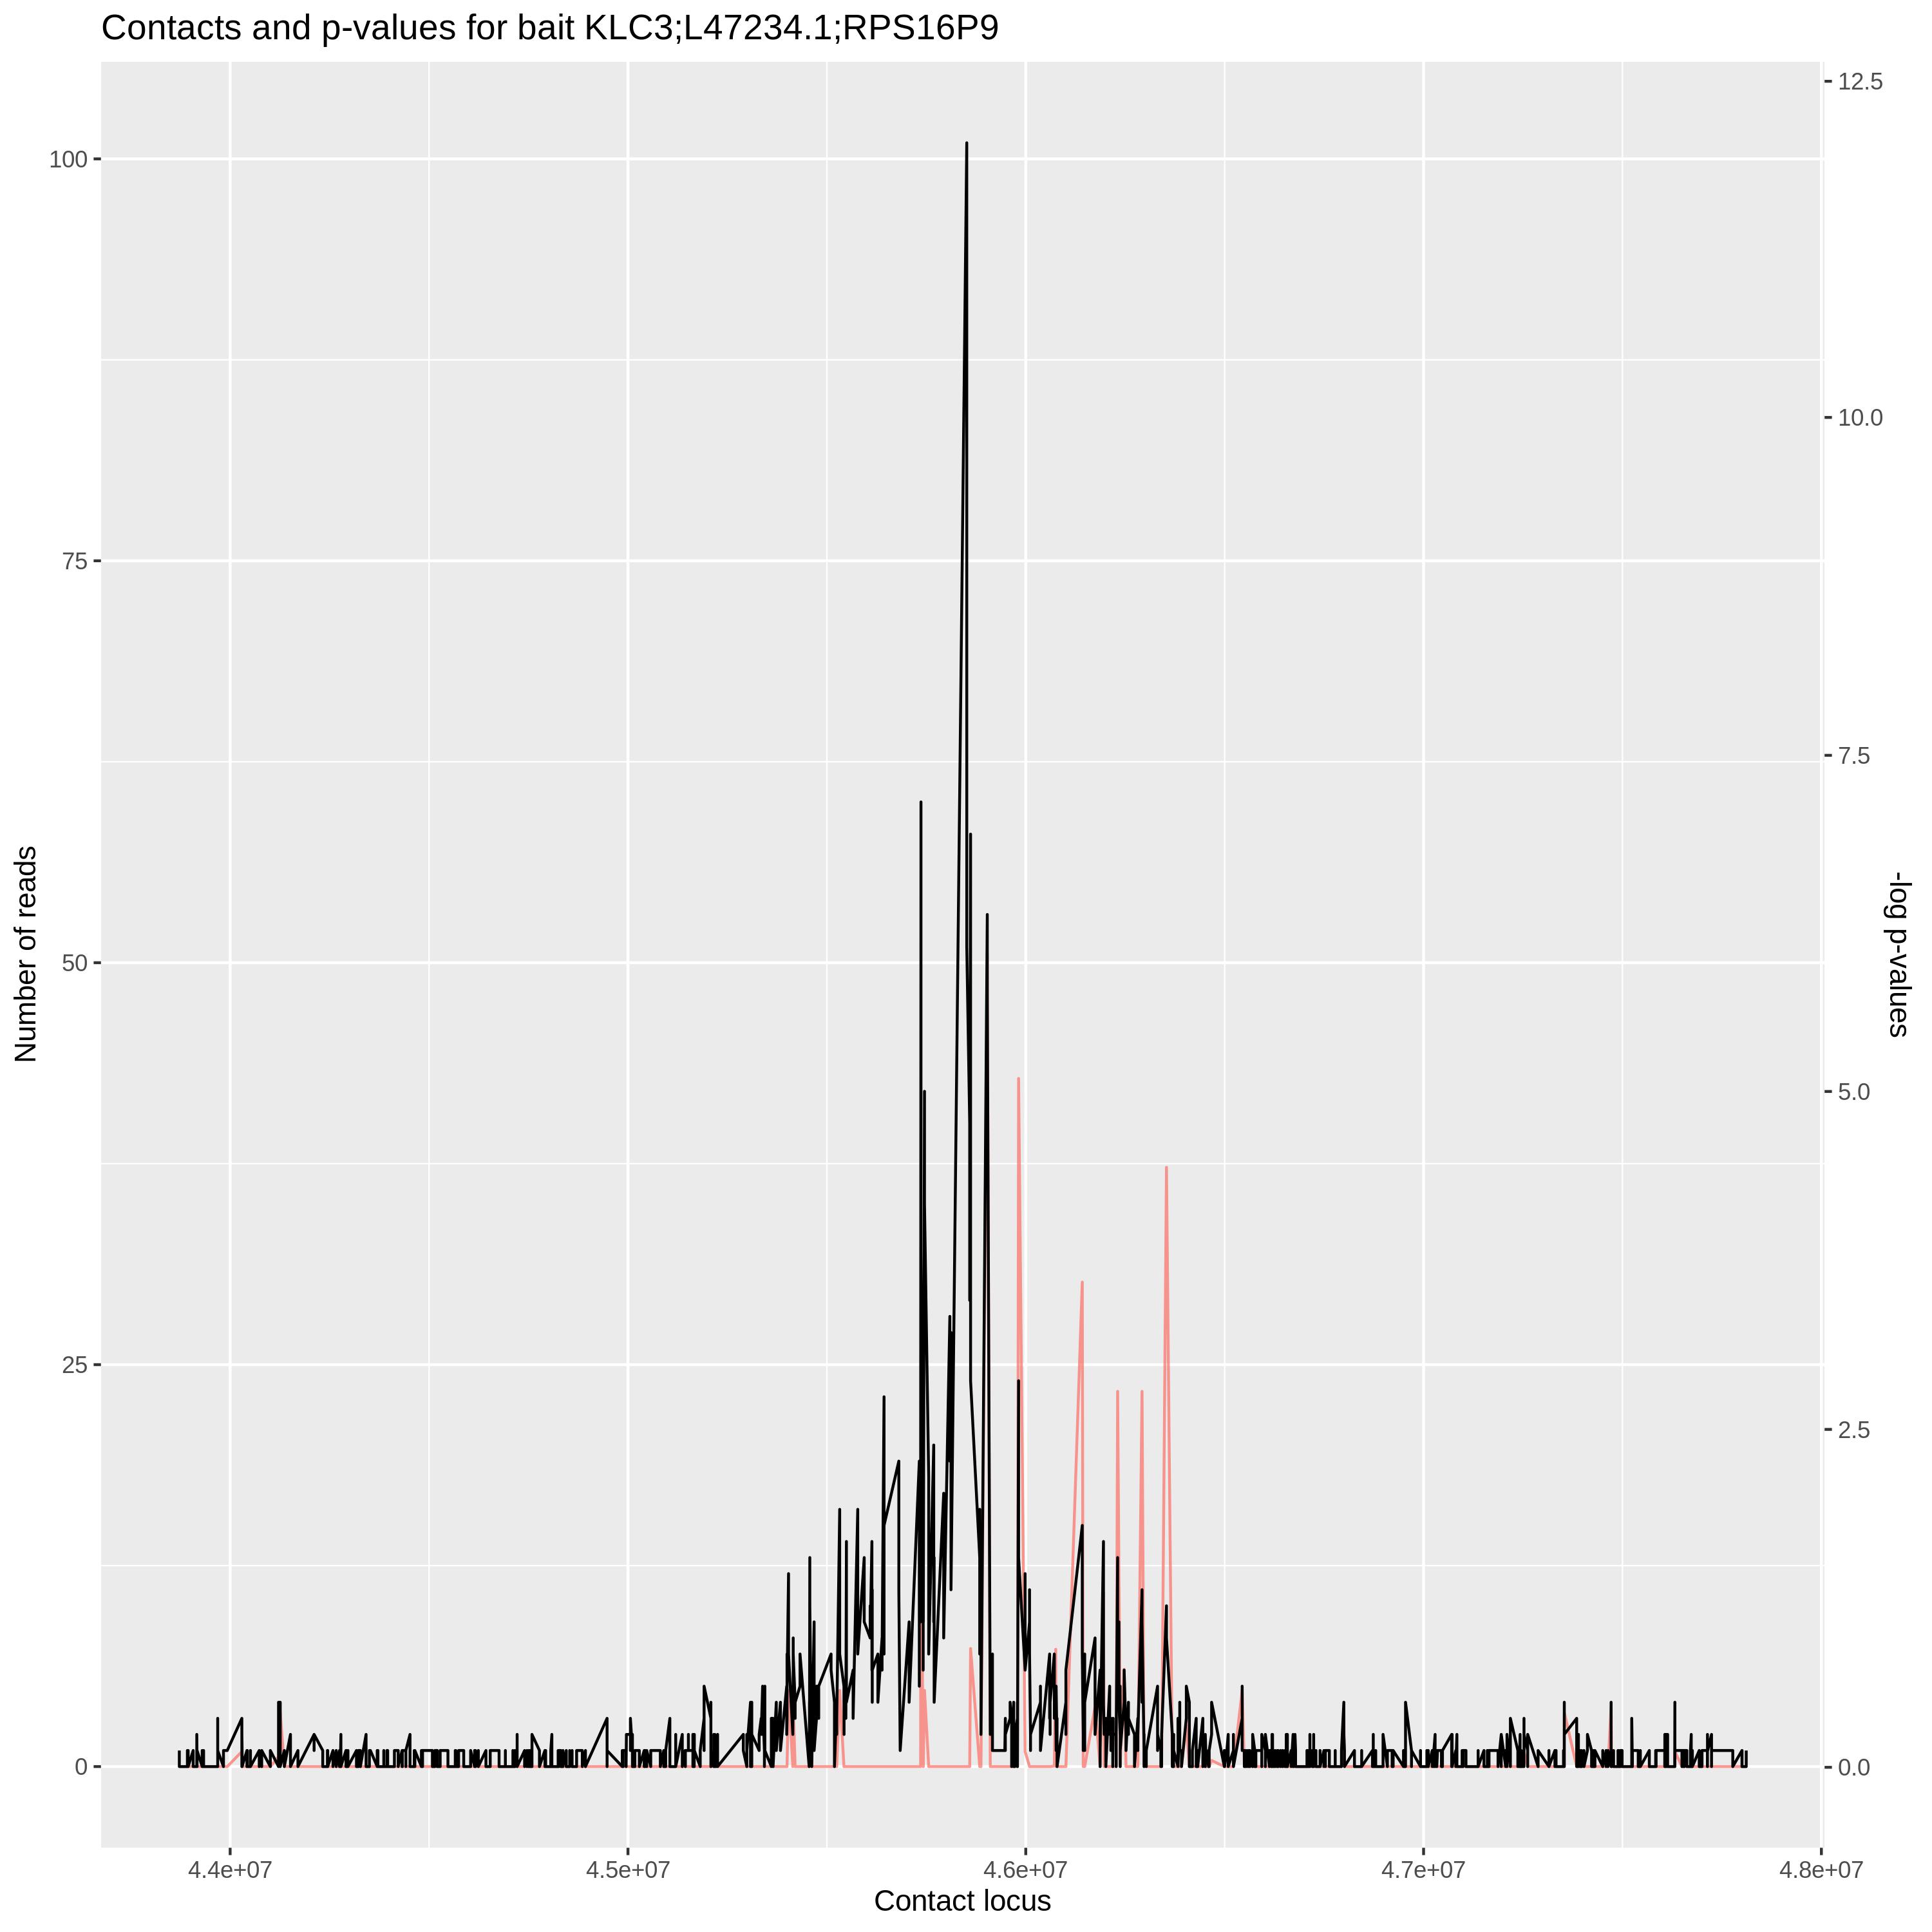 Contacts and p-values for bait KLC3;L47234.1;RPS16P9
Number of reads
100
75
50
25
0
12.5
10.0
7.5
5.0
2.5
0.0
-log p-values
4.4e+07
4.5e+07
4.6e+07
4.7e+07
4.8e+07
Contact locus